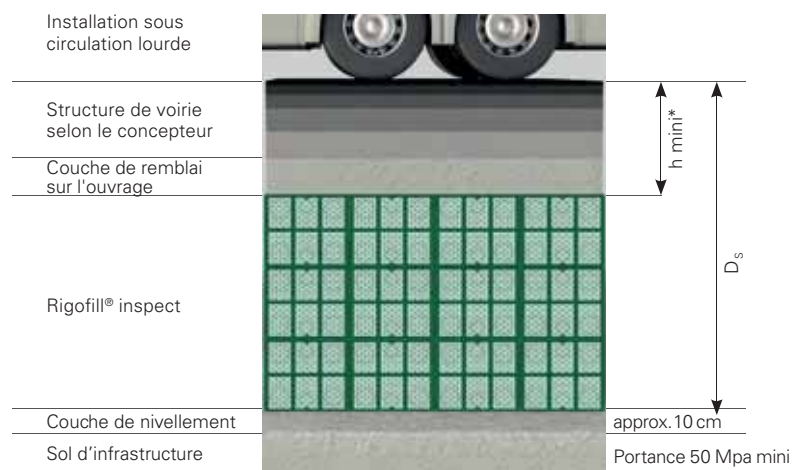 Installation sous
circulation lourde
Structure de voirie
selon le concepteur
h mini*
Couche de remblai
sur l'ouvrage
Ds
Rigofill® inspect
Couche de nivellement
approx. 10 cm
Sol d'infrastructure
Portance 50 Mpa mini